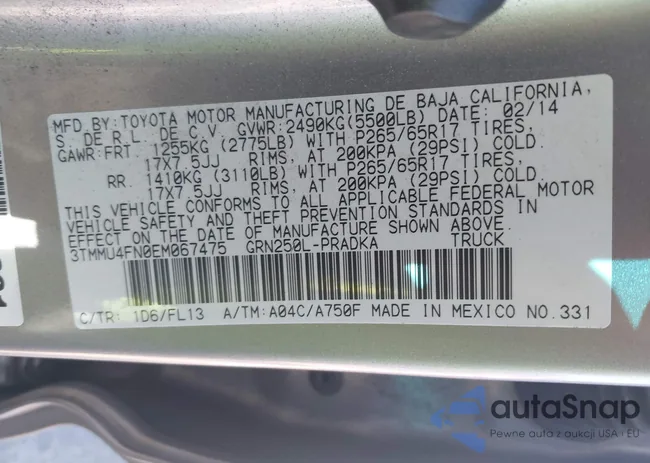 MFD.BY:TOYOTA MOTOR MANUFACTURING DE BAJA CALIFORNIA,
S. DE R.L. DE C.V. GVWR:2490KG(5500LB) DATE: 02/14
GAWR:FRT. 1255KG (2775LB) WITH P265/65R17 TIRES,
17X7.5JJ RIMS, AT 200KPA (29PSI) COLD.
RR. 1410KG (3110LB) WITH P265/65R17 TIRES,
17X7.5JJ RIMS, AT 200KPA (29PSI) COLD.
THIS VEHICLE CONFORMS TO ALL APPLICABLE FEDERAL MOTOR
VEHICLE SAFETY AND THEFT PREVENTION STANDARDS IN
EFFECT ON THE DATE OF MANUFACTURE SHOWN ABOVE.
3TMMU4FN0EM067475 GRN250L-PRADKA TRUCK
C/TR: 1D6/FL13 A/TM:A04C/A750F MADE IN MEXICO NO.331
autaSnap
Pewne auta z aukcji USA i EU